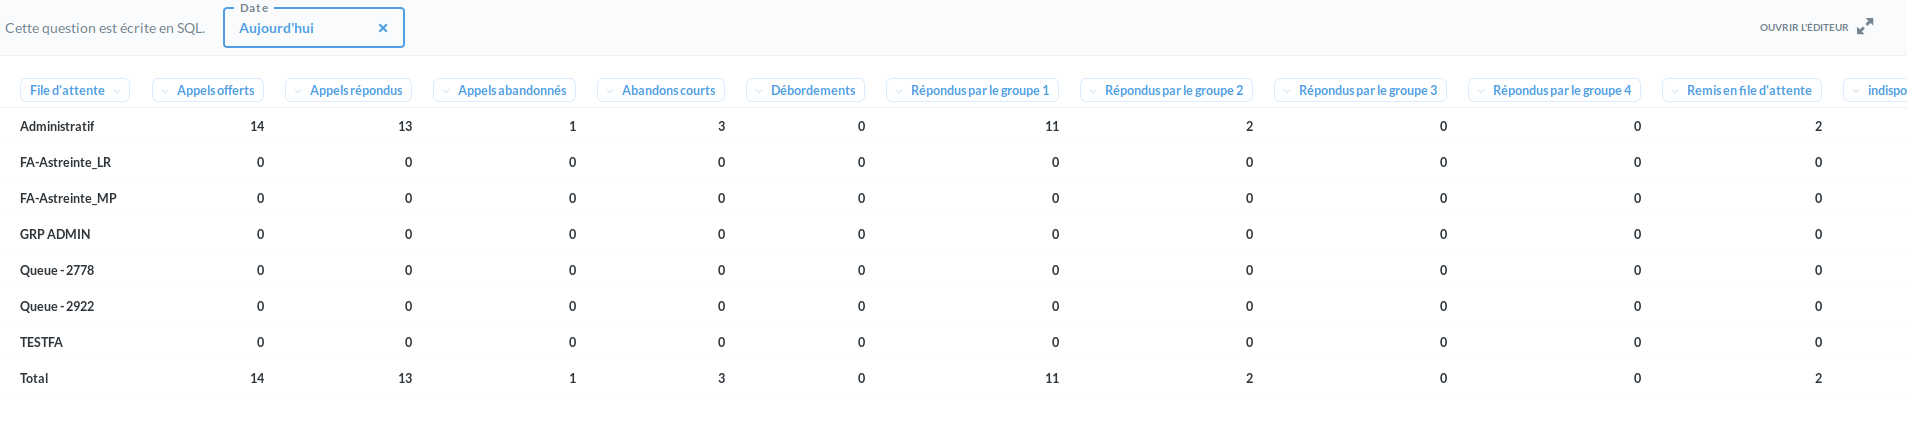 Date
Cette question est écrite en SQL. Aujourd'hui OUVRIR L'ÉDITEUR
File d'attente Appels offerts Appels répondus Appels abandonnés Abandons courts Débordements Répondus par le groupe 1 Répondus par le groupe 2 Répondus par le groupe 3 Répondus par le groupe 4 Remis en file d'attente indispo
Administratif 14 13 1 3 0 11 2 0 0 2
FA-Astreinte_LR 0 0 0 0 0 0 0 0 0 0
FA-Astreinte_MP 0 0 0 0 0 0 0 0 0 0
GRP ADMIN 0 0 0 0 0 0 0 0 0 0
Queue - 2778 0 0 0 0 0 0 0 0 0 0
Queue - 2922 0 0 0 0 0 0 0 0 0 0
TESTFA 0 0 0 0 0 0 0 0 0 0
Total 14 13 1 3 0 11 2 0 0 2